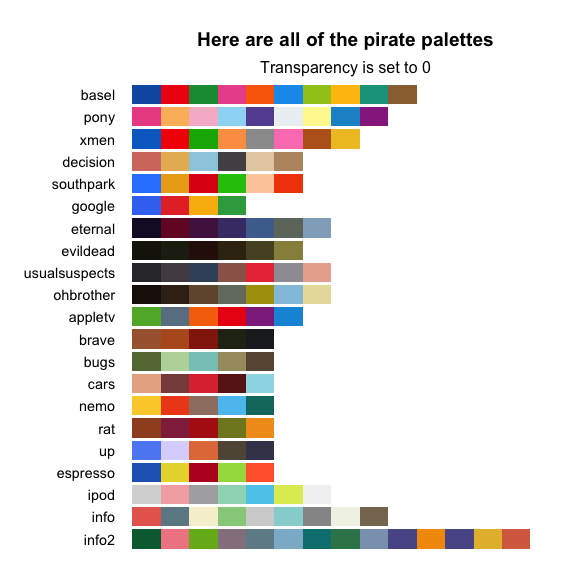 Here are all of the pirate palettes
Transparency is set to 0
basel
pony
xmen
decision
southpark
google
eternal
evildead
usualsuspects
ohbrother
appletv
brave
bugs
cars
nemo
rat
up
espresso
ipod
info
info2